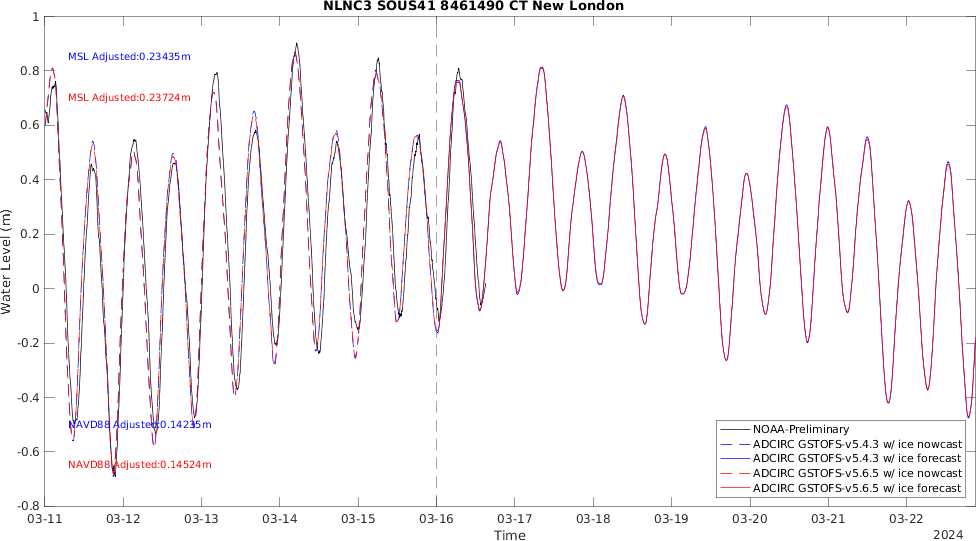 NLNC3 SOUS41 8461490 CT New London
1
0.8
0.6
0.4
0.2
0
-0.2
-0.4
-0.6
-0.8
Water Level (m)
MSL Adjusted:0.23435m
MSL Adjusted:0.23724m
NAVD88 Adjusted:0.14235m
NAVD88 Adjusted:0.14524m
NOAA-Preliminary
ADCIRC GSTOFS-v5.4.3 w/ ice nowcast
ADCIRC GSTOFS-v5.4.3 w/ ice forecast
ADCIRC GSTOFS-v5.6.5 w/ ice nowcast
ADCIRC GSTOFS-v5.6.5 w/ ice forecast
03-11 03-12 03-13 03-14 03-15 03-16 03-17 03-18 03-19 03-20 03-21 03-22
Time
2024